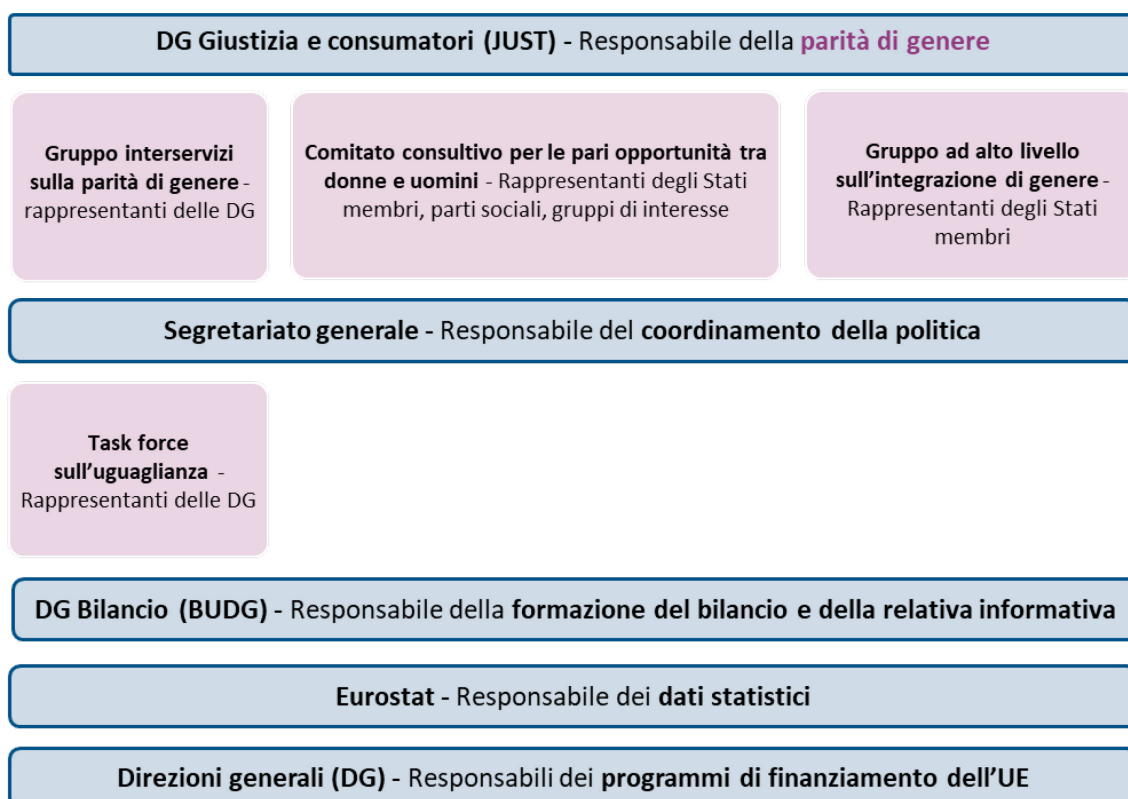 DG Giustizia e consumatori (JUST) - Responsabile della parità di genere
Gruppo interservizi
sulla parità di genere -
rappresentanti delle DG
Comitato consultivo per le pari opportunità tra
donne e uomini - Rappresentanti degli Stati
membri, parti sociali, gruppi di interesse
Gruppo ad alto livello
sull'integrazione di genere -
Rappresentanti degli Stati
membri
Segretariato generale - Responsabile del coordinamento della politica
Task force
sull'uguaglianza -
Rappresentanti delle DG
DG Bilancio (BUDG) - Responsabile della formazione del bilancio e della relativa informativa
Eurostat - Responsabile dei dati statistici
Direzioni generali (DG) - Responsabili dei programmi di finanziamento dell'UE